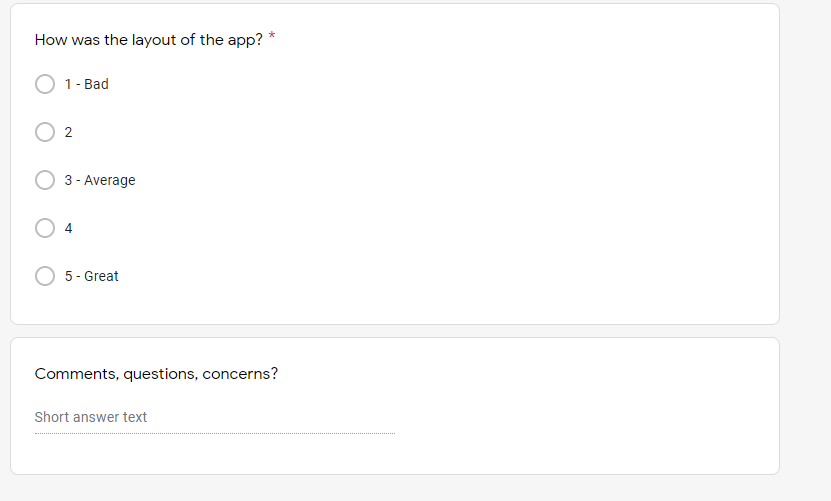 How was the layout of the app? *
1 - Bad
2
3 - Average
4
5 - Great
Comments, questions, concerns?
Short answer text